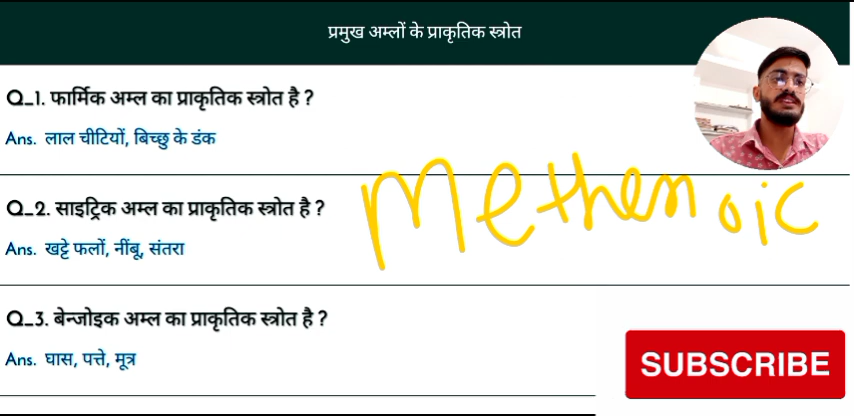 प्रमुख अम्लों के प्राकृतिक स्त्रोत
Q_1. फार्मिक अम्ल का प्राकृतिक स्त्रोत है ?
Ans. लाल चीटियों, बिच्छु के डंक
Methenoic
Q_2. साइट्रिक अम्ल का प्राकृतिक स्त्रोत है ?
Ans. खट्टे फलों, नींबू, संतरा
Q_3. बेन्जोइक अम्ल का प्राकृतिक स्त्रोत है ?
Ans. घास, पत्ते, मूत्र
SUBSCRIBE